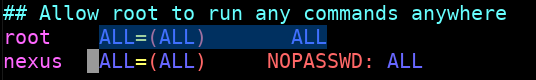 ## Allow root to run any commands anywhere
root    ALL=(ALL)       ALL
nexus   ALL=(ALL)     NOPASSWD: ALL